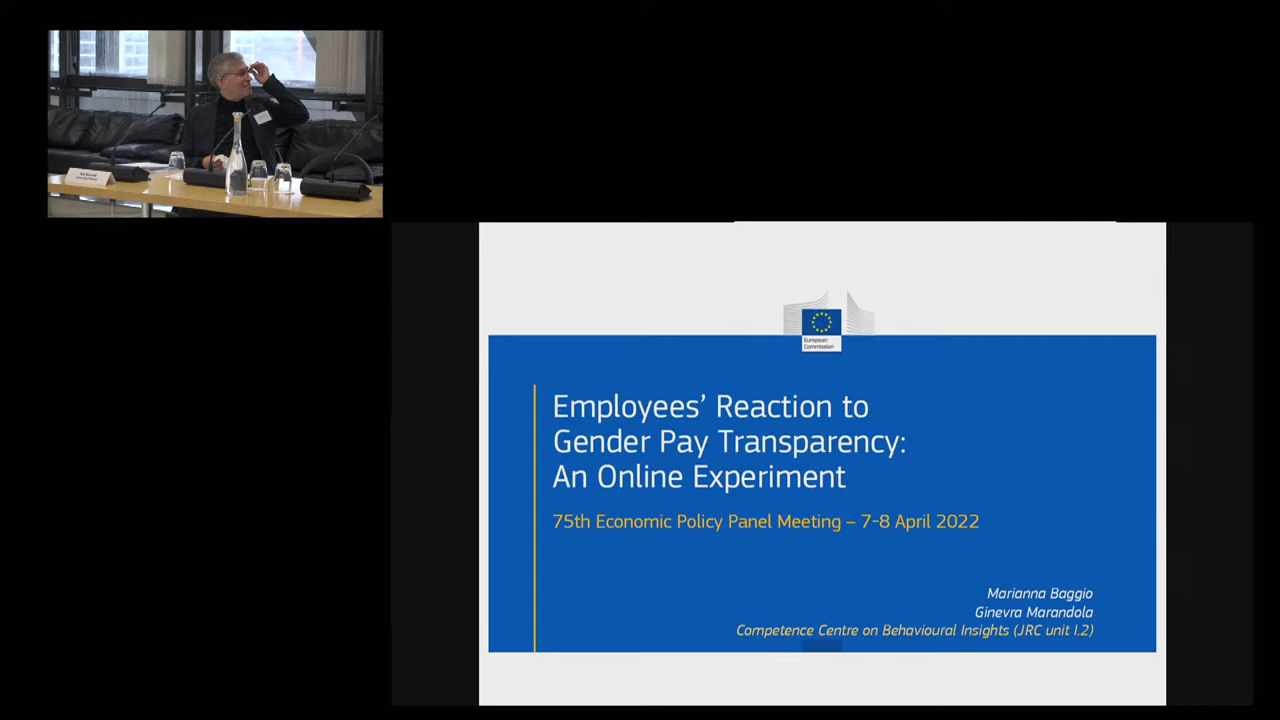 European
Commission
Employees' Reaction to
Gender Pay Transparency:
An Online Experiment
75th Economic Policy Panel Meeting – 7-8 April 2022
Marianna Baggio
Ginevra Marandola
Competence Centre on Behavioural Insights (JRC unit I.2)